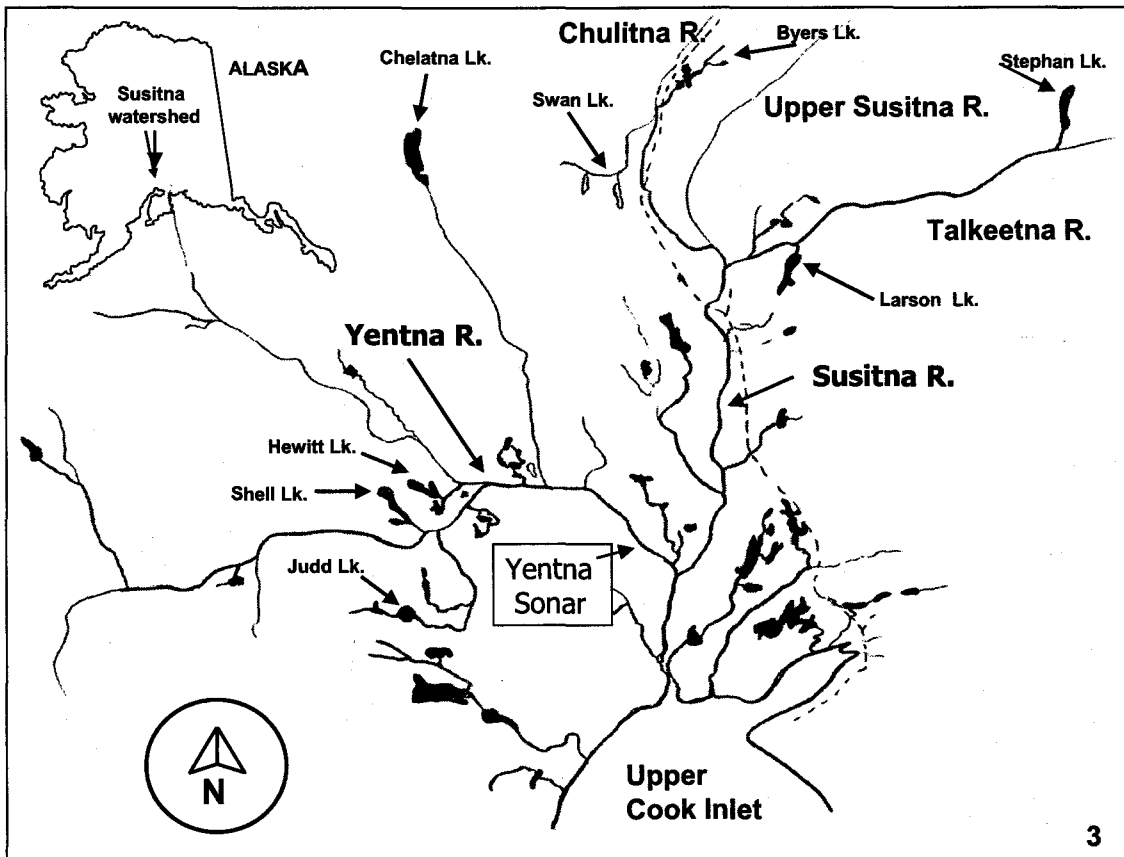 Chulitna R.
Byers Lk.
Chelatna Lk.
Stephan Lk.
ALASKA
Susitna
watershed
Swan Lk.
Upper Susitna R.
Talkeetna R.
Larson Lk.
Yentna R.
Susitna R.
Hewitt Lk.
Shell Lk.
Judd Lk.
Yentna
Sonar
N
Upper
Cook Inlet
3